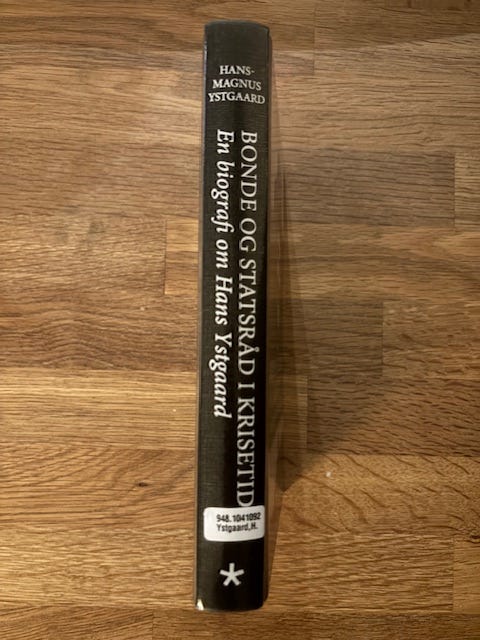 HANS-
MAGNUS
YSTGAARD
BONDE OG STATSRÅD I KRISETID
En biografi om Hans Ystgaard
948.1041092
Ystgaard,H.